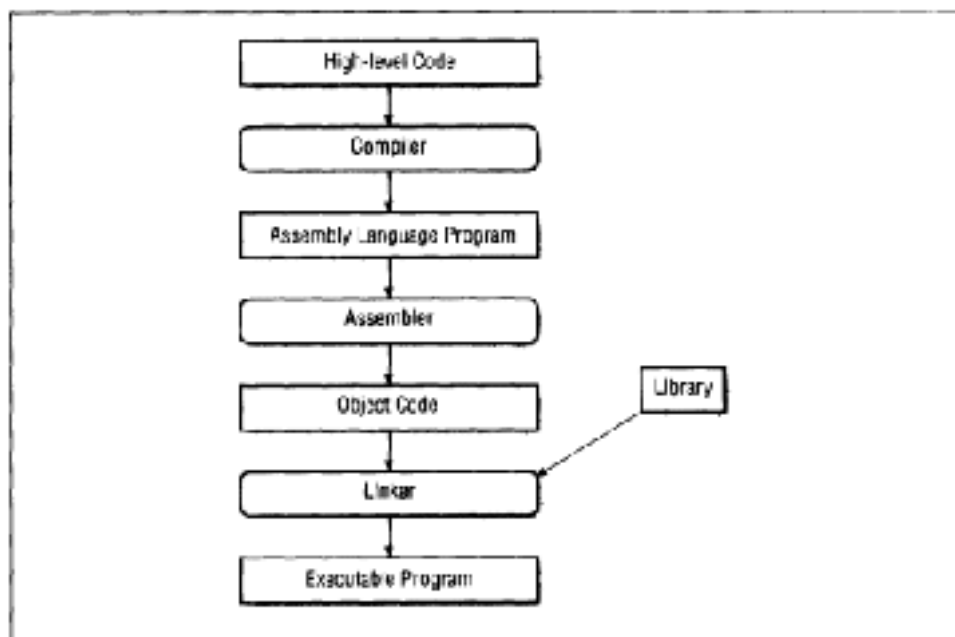 High-level Code
Compiler
Assembly Language Program
Assembler
Object Code
Library
Linker
Executable Program